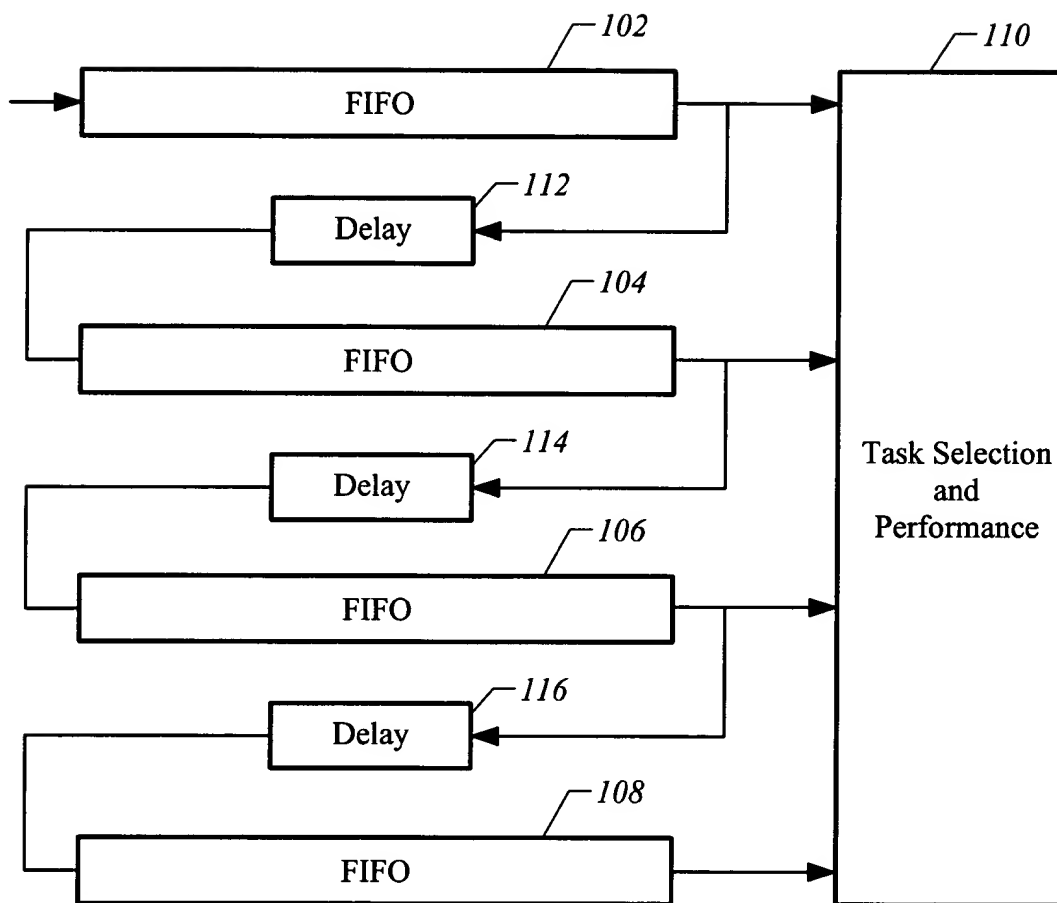 102
110
FIFO
112
Delay
104
FIFO
114
Delay
Task Selection
and
Performance
106
FIFO
116
Delay
108
FIFO